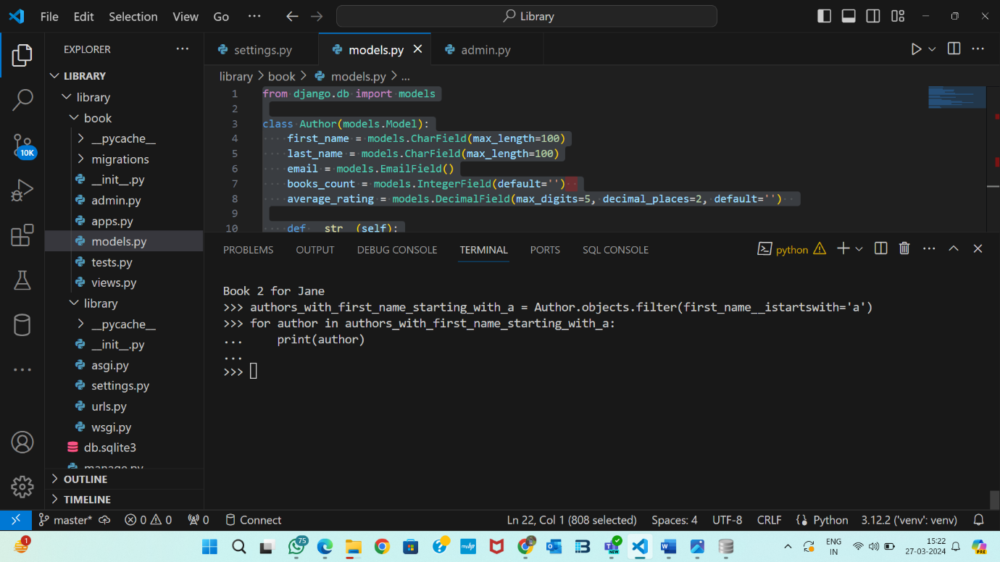 File Edit Selection View Go ... Library
EXPLORER ...
LIBRARY
library
book
__pycache__
migrations
__init__.py
admin.py
apps.py
models.py
tests.py
views.py
library
__pycache__
__init__.py
asgi.py
settings.py
urls.py
wsgi.py
db.sqlite3
manage.py
OUTLINE
TIMELINE
10K
settings.py models.py admin.py
library > book > models.py > ...
1 from django.db import models
2
3 class Author(models.Model):
4 first_name = models.CharField(max_length=100)
5 last_name = models.CharField(max_length=100)
6 email = models.EmailField()
7 books_count = models.IntegerField(default='')
8 average_rating = models.DecimalField(max_digits=5, decimal_places=2, default='')
9
10 def __str__(self):
PROBLEMS OUTPUT DEBUG CONSOLE TERMINAL PORTS SQL CONSOLE python
Book 2 for Jane
>>> authors_with_first_name_starting_with_a = Author.objects.filter(first_name__istartswith='a')
>>> for author in authors_with_first_name_starting_with_a:
... print(author)
...
>>>
master* 0 0 0 Connect Ln 22, Col 1 (808 selected) Spaces: 4 UTF-8 CRLF Python 3.12.2 ('venv': venv)
1 75 NEW ENG 15:22 PRE
IN 27-03-2024